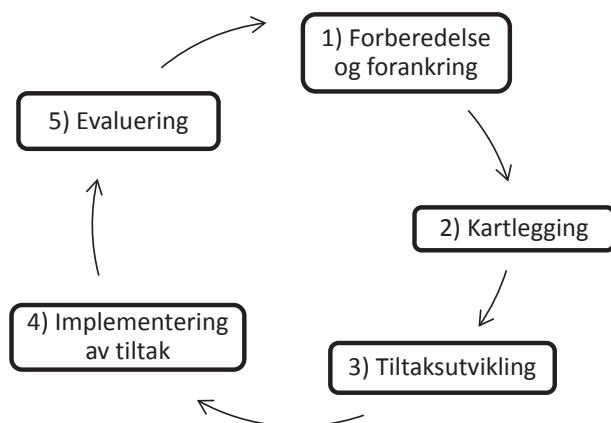 1) Forberedelse
og forankring
2) Kartlegging
3) Tiltaksutvikling
4) Implementering
av tiltak
5) Evaluering